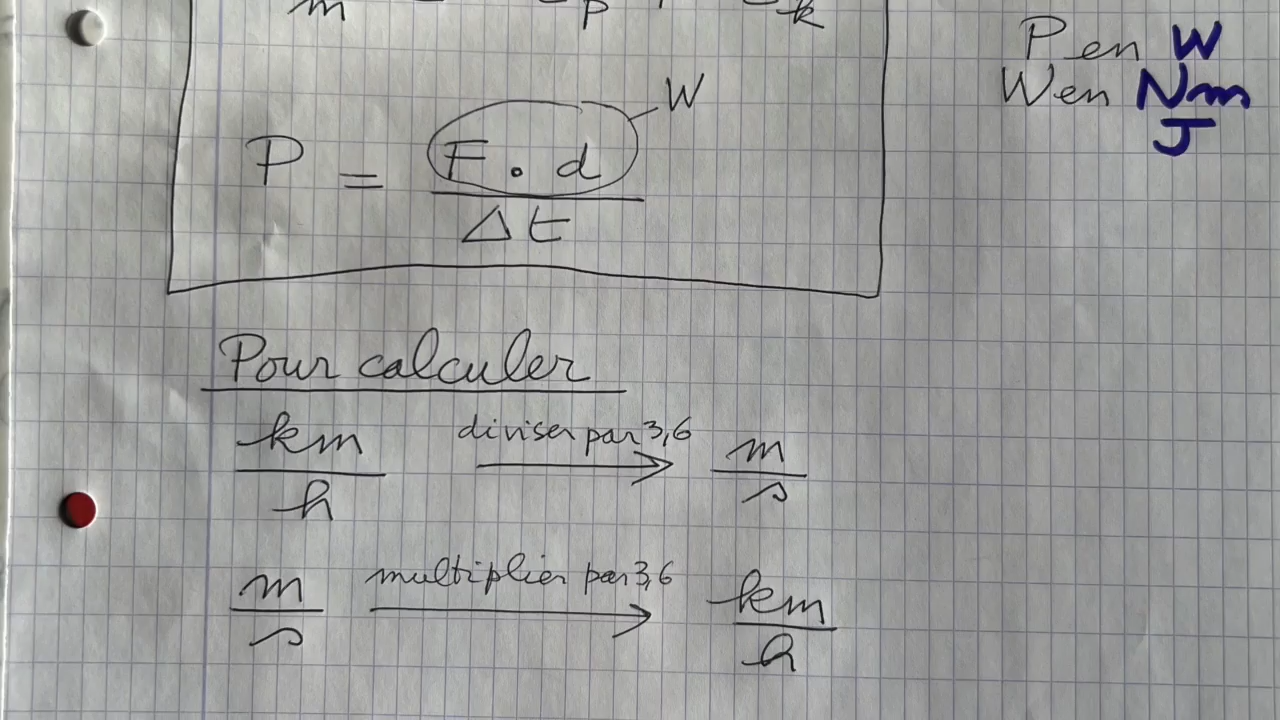 m p k
W
P = F . d
Δt
Pour calculer
km/h diviser par 3,6 m/s
m/s multiplier par 3,6 km/h
P en W
W en Nm
J